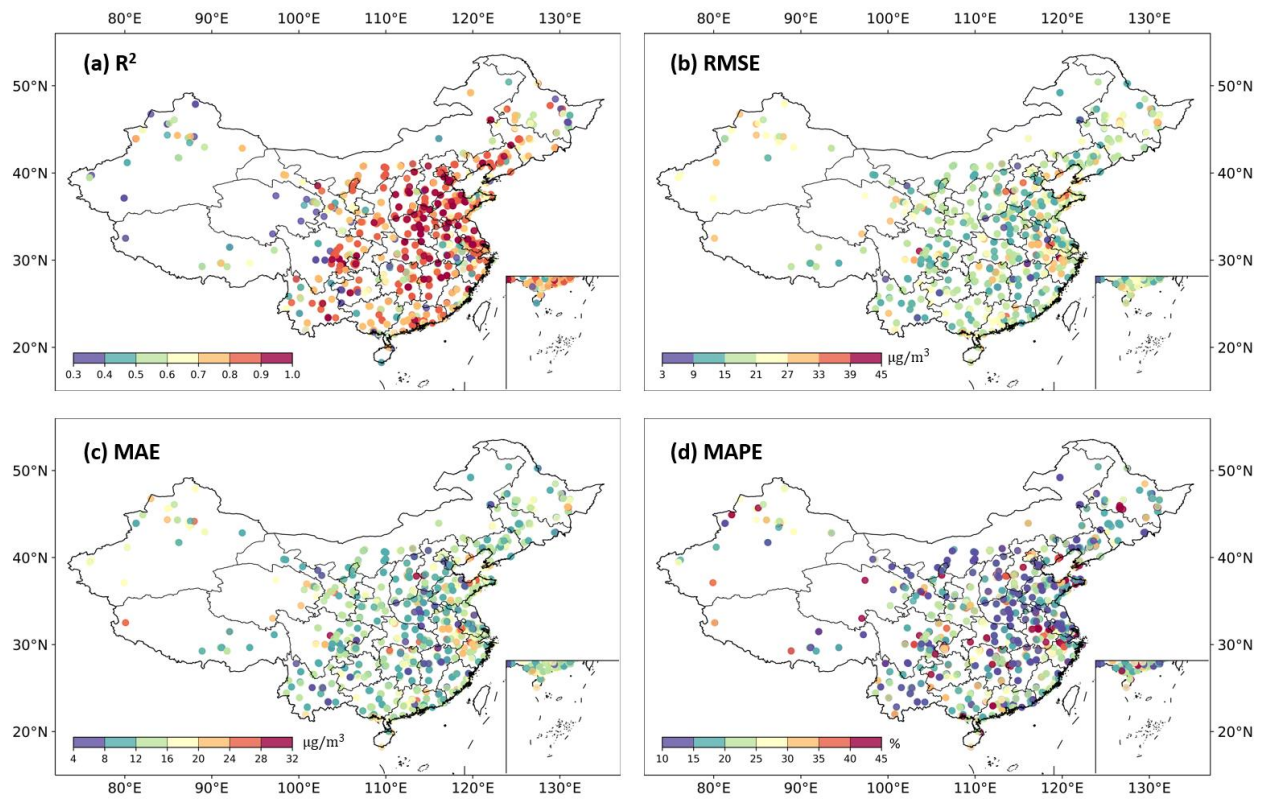 80°E 90°E 100°E 110°E 120°E 130°E 80°E 90°E 100°E 110°E 120°E 130°E
(a) R² (b) RMSE
50°N 50°N
40°N 40°N
30°N 30°N
20°N 20°N
μg/m³
0.3 0.4 0.5 0.6 0.7 0.8 0.9 1.0 3 9 15 21 27 33 39 45
(c) MAE (d) MAPE
50°N 50°N
40°N 40°N
30°N 30°N
20°N 20°N
μg/m³ %
4 8 12 16 20 24 28 32 10 15 20 25 30 35 40 45
80°E 90°E 100°E 110°E 120°E 130°E 80°E 90°E 100°E 110°E 120°E 130°E